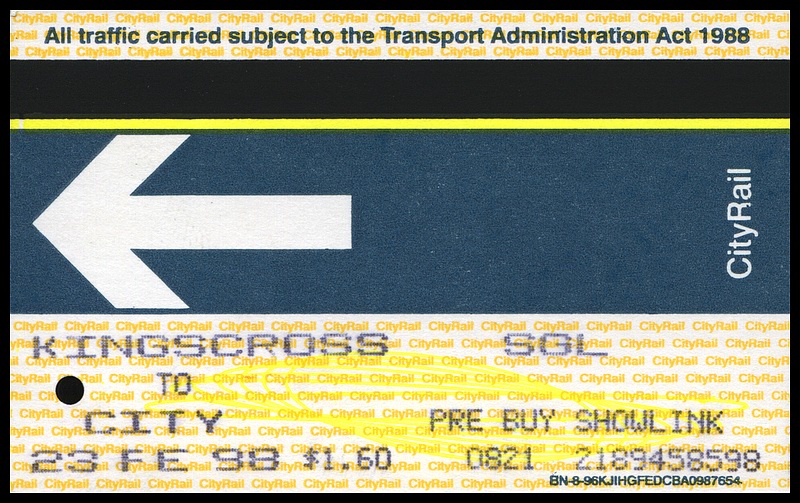 All traffic carried subject to the Transport Administration Act 1988
CityRail
KINGSCROSS SGL
TO
CITY PRE BUY SHOWLINK
23 FE 98 $1.60 0821 2189458598
BN-8-96KJIHGFEDCBA0987654